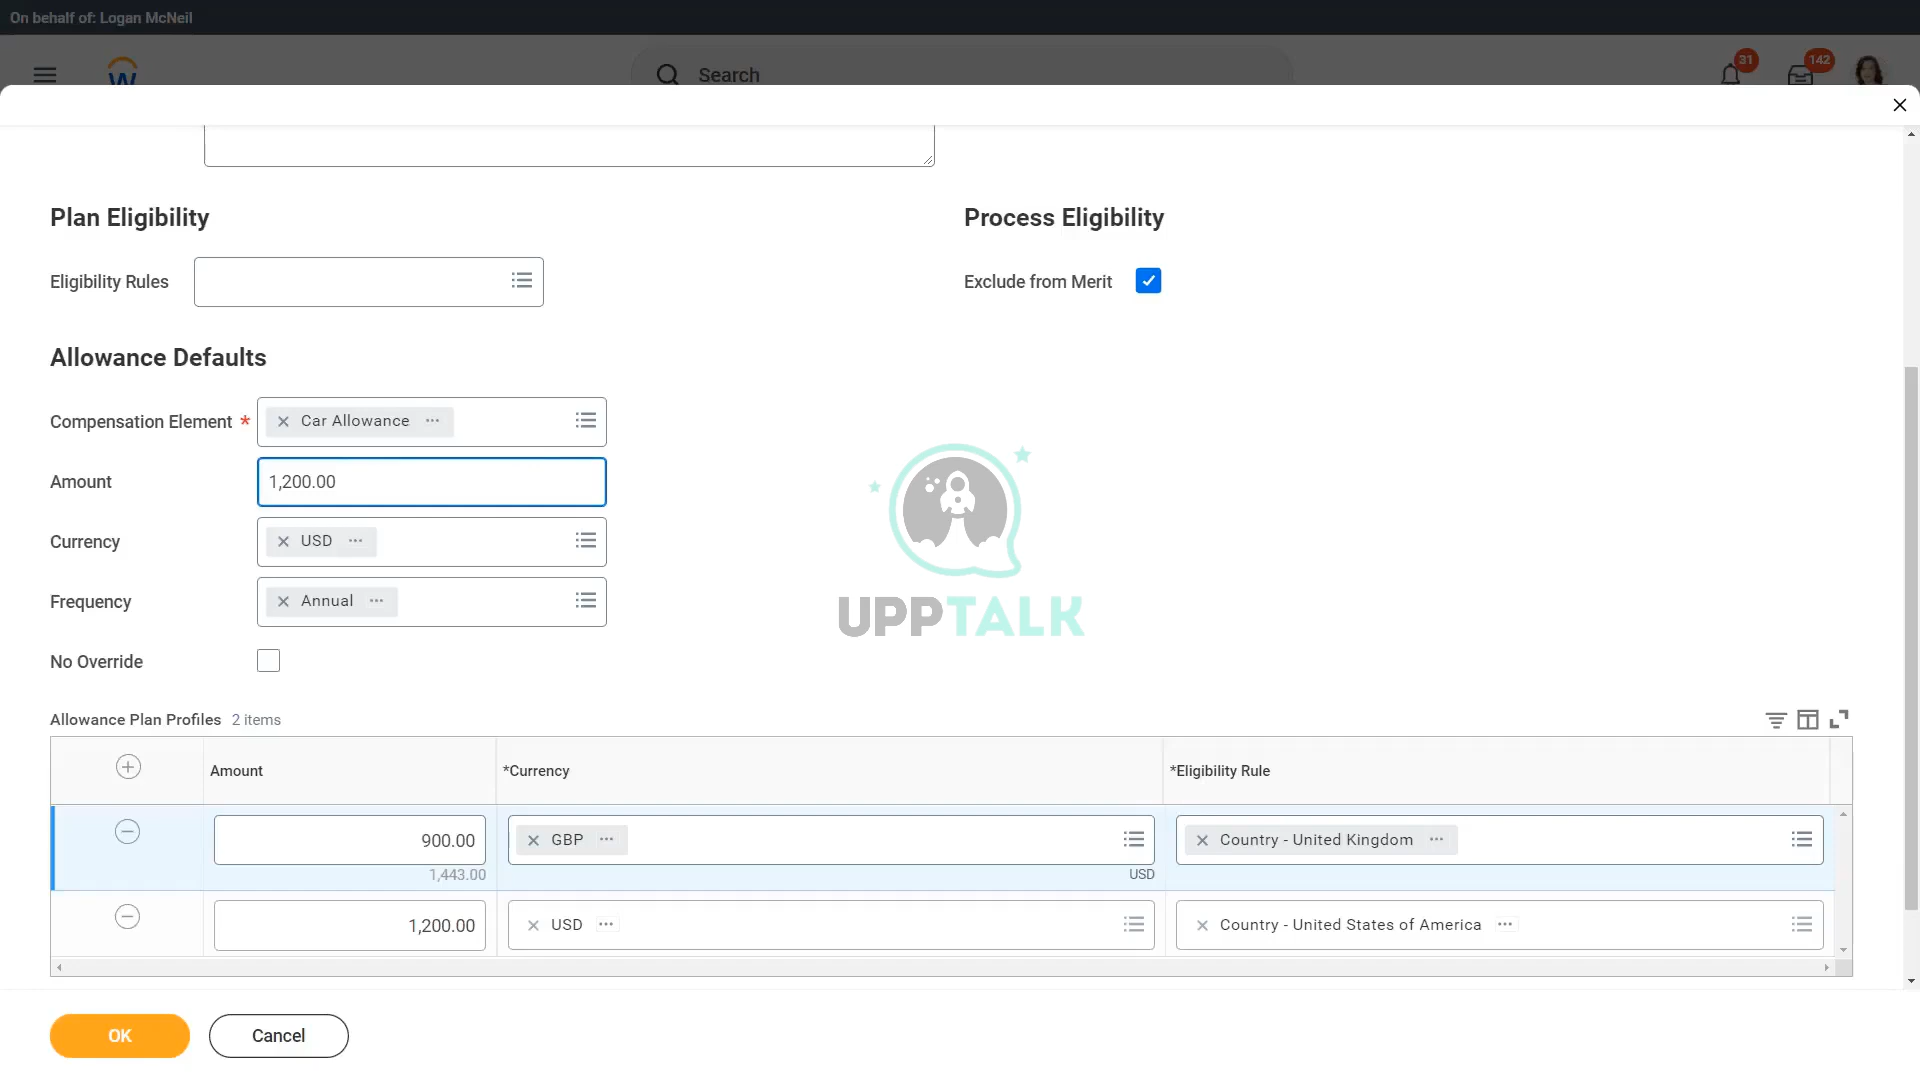 On behalf of: Logan McNeil
Search
31
142
Plan Eligibility
Process Eligibility
Eligibility Rules
Exclude from Merit
Allowance Defaults
Compensation Element *
Car Allowance
Amount
1,200.00
Currency
USD
Frequency
Annual
No Override
UPPTALK
Allowance Plan Profiles 2 items
Amount
*Currency
*Eligibility Rule
900.00
GBP
Country - United Kingdom
1,443.00
USD
1,200.00
USD
Country - United States of America
OK
Cancel